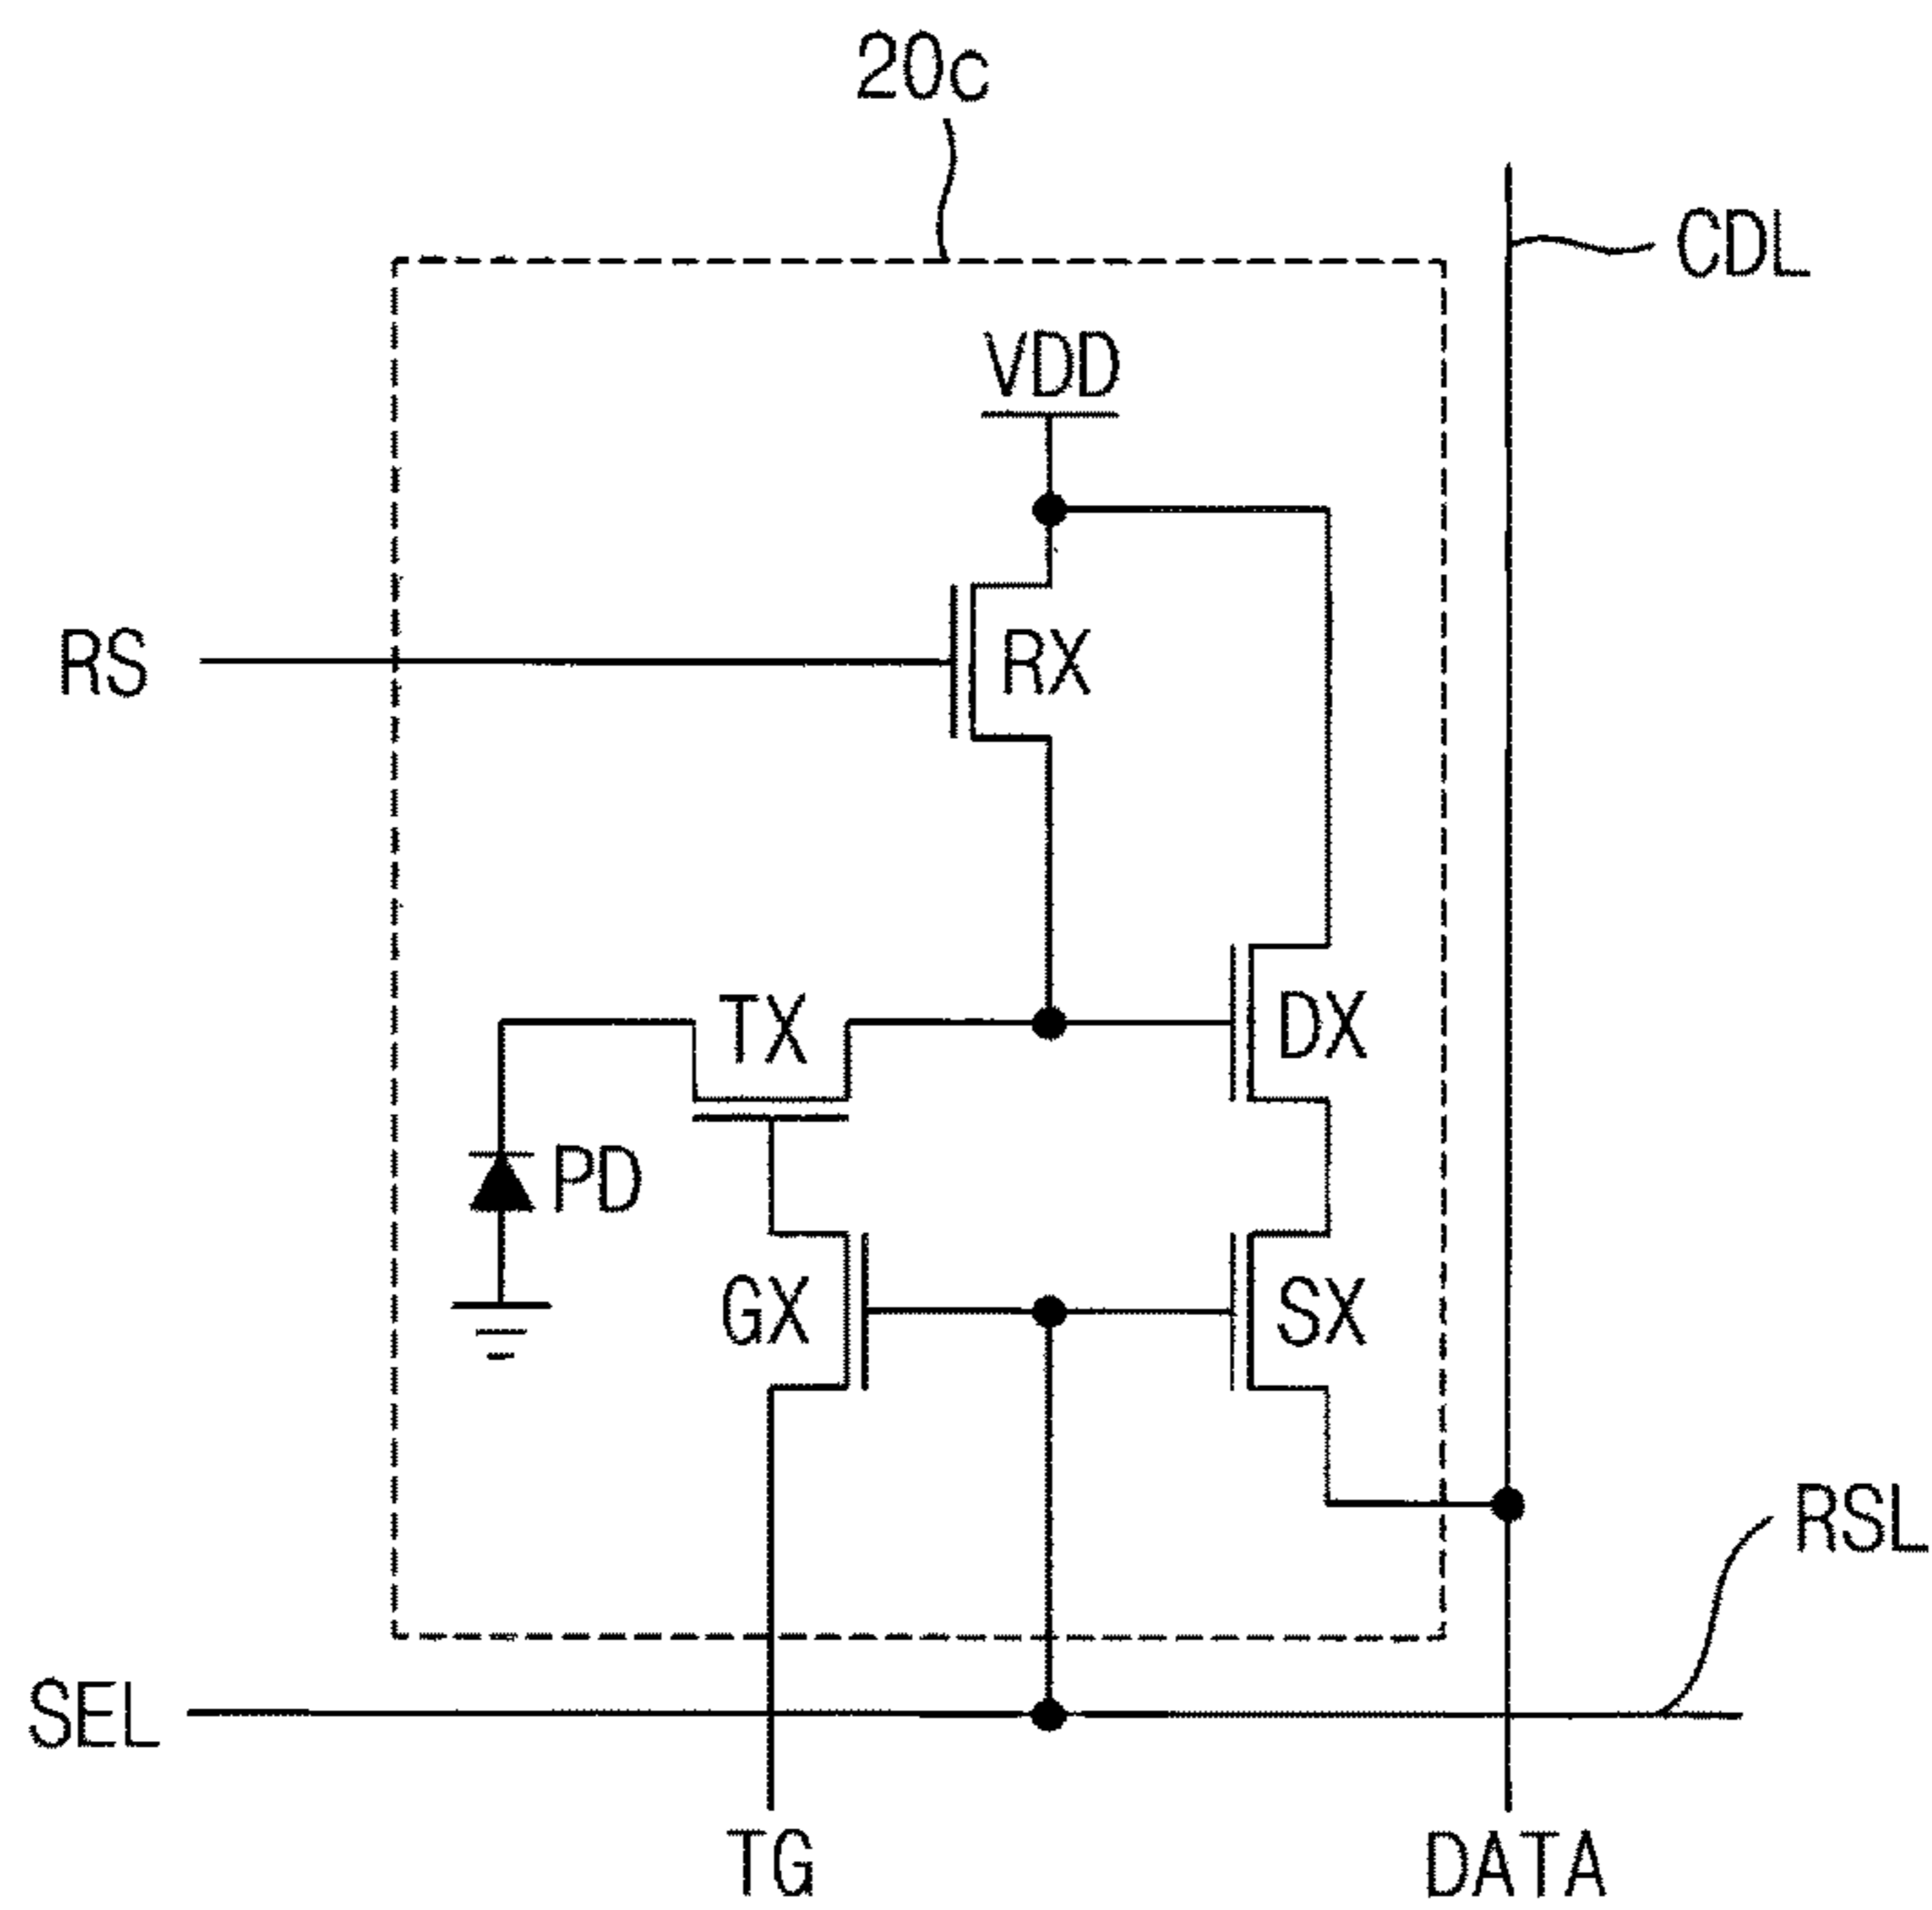 20c
CDL
VDD
RS
RX
TX
DX
PD
GX
SX
RSL
SEL
TG
DATA